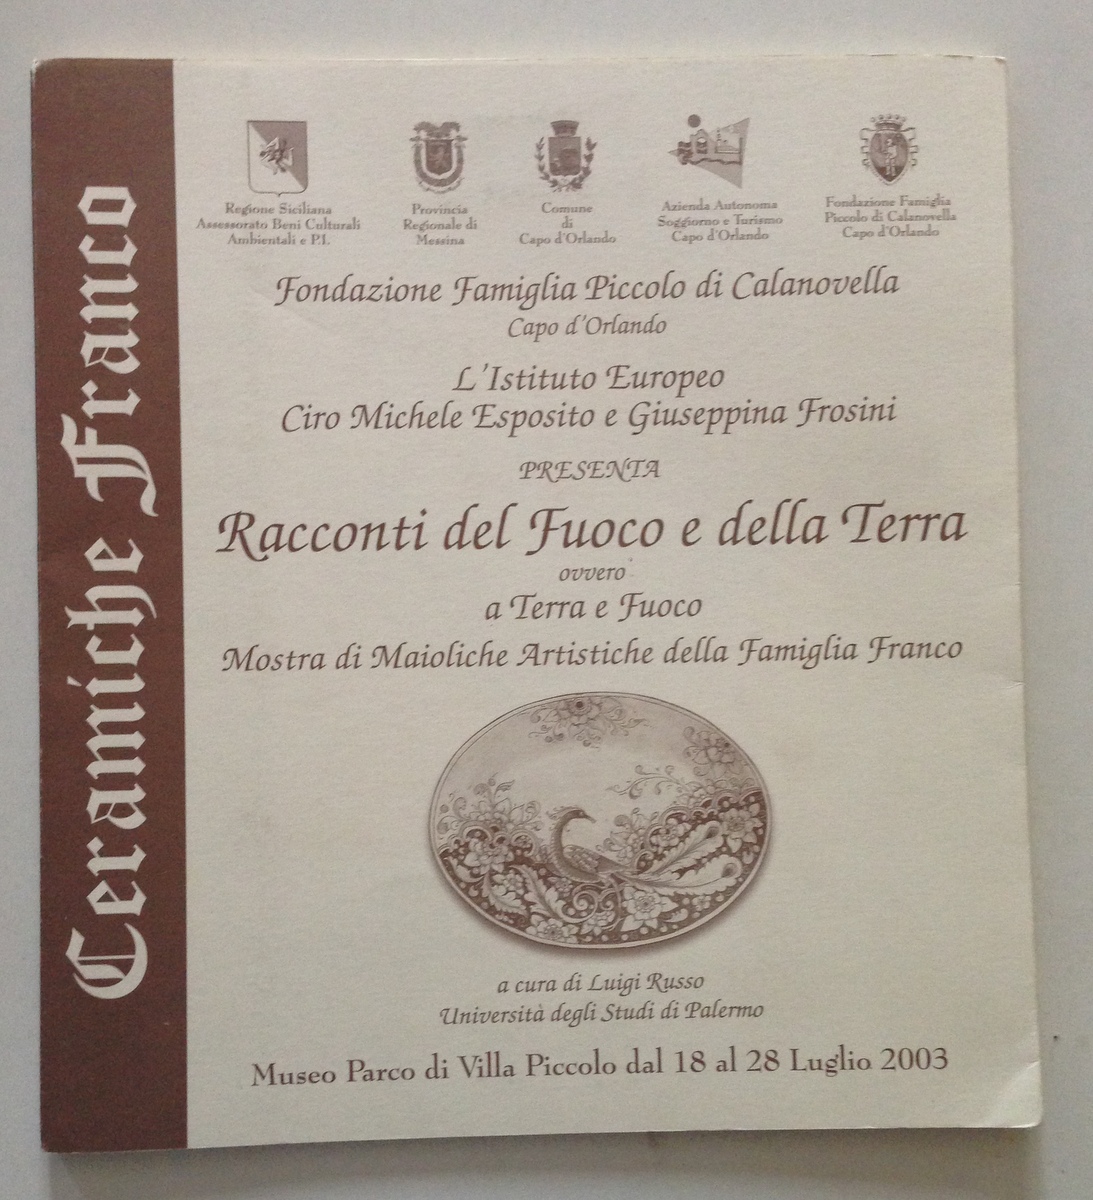 Ceramiche Franco
Regione Siciliana
Assessorato Beni Culturali
Ambientali e P.I.
Provincia
Regionale di
Messina
Comune
di
Capo d'Orlando
Azienda Autonoma
Soggiorno e Turismo
Capo d'Orlando
Fondazione Famiglia
Piccolo di Calanovella
Capo d'Orlando
Fondazione Famiglia Piccolo di Calanovella
Capo d'Orlando
L'Istituto Europeo
Ciro Michele Esposito e Giuseppina Frosini
PRESENTA
Racconti del Fuoco e della Terra
ovvero
a Terra e Fuoco
Mostra di Maioliche Artistiche della Famiglia Franco
a cura di Luigi Russo
Università degli Studi di Palermo
Museo Parco di Villa Piccolo dal 18 al 28 Luglio 2003